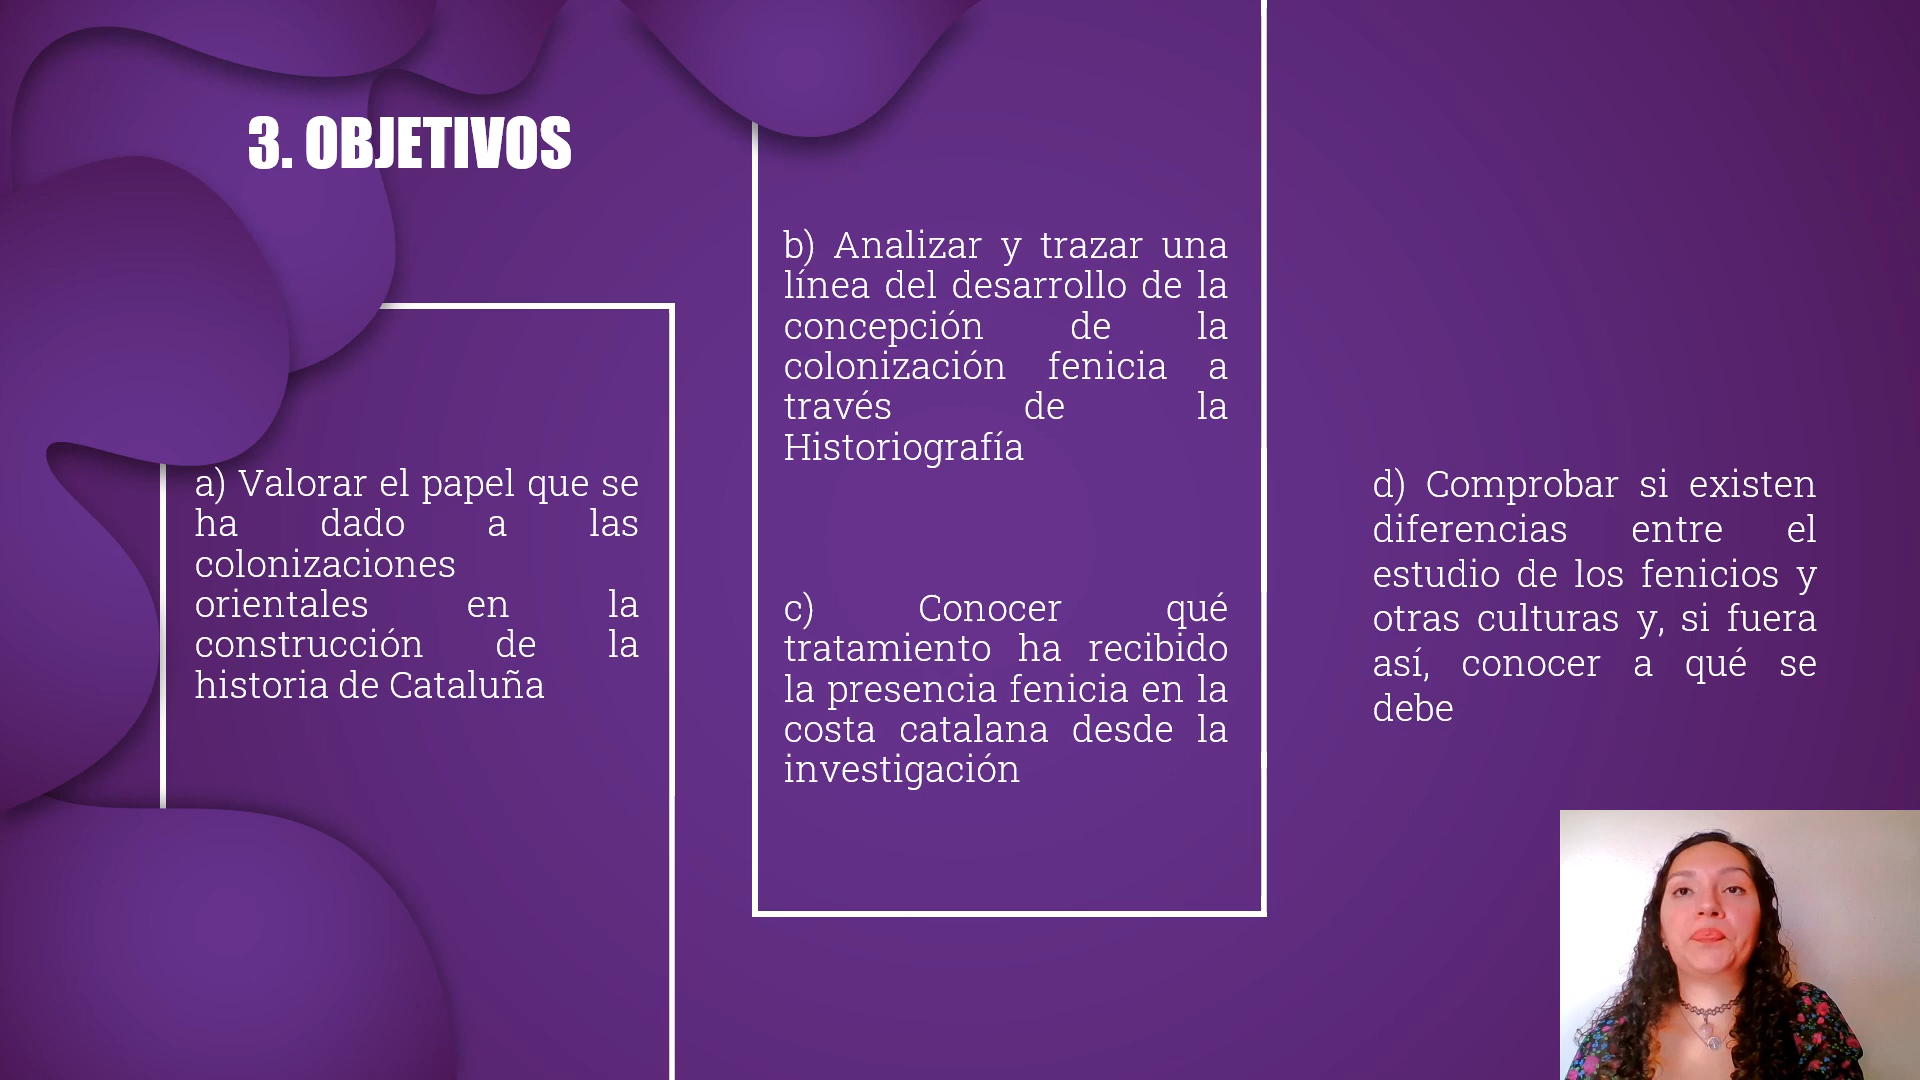 3. OBJETIVOS
a) Valorar el papel que se
ha dado a las
colonizaciones
orientales en la
construcción de la
historia de Cataluña
b) Analizar y trazar una
línea del desarrollo de la
concepción de la
colonización fenicia a
través de la
Historiografía
c) Conocer qué
tratamiento ha recibido
la presencia fenicia en la
costa catalana desde la
investigación
d) Comprobar si existen
diferencias entre el
estudio de los fenicios y
otras culturas y, si fuera
así, conocer a qué se
debe